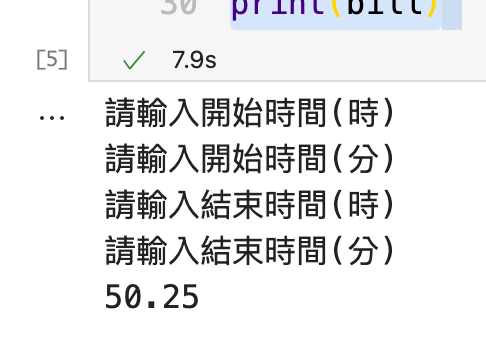 30 print(bill)
[5] ✓ 7.9s
... 請輸入開始時間(時)
請輸入開始時間(分)
請輸入結束時間(時)
請輸入結束時間(分)
50.25